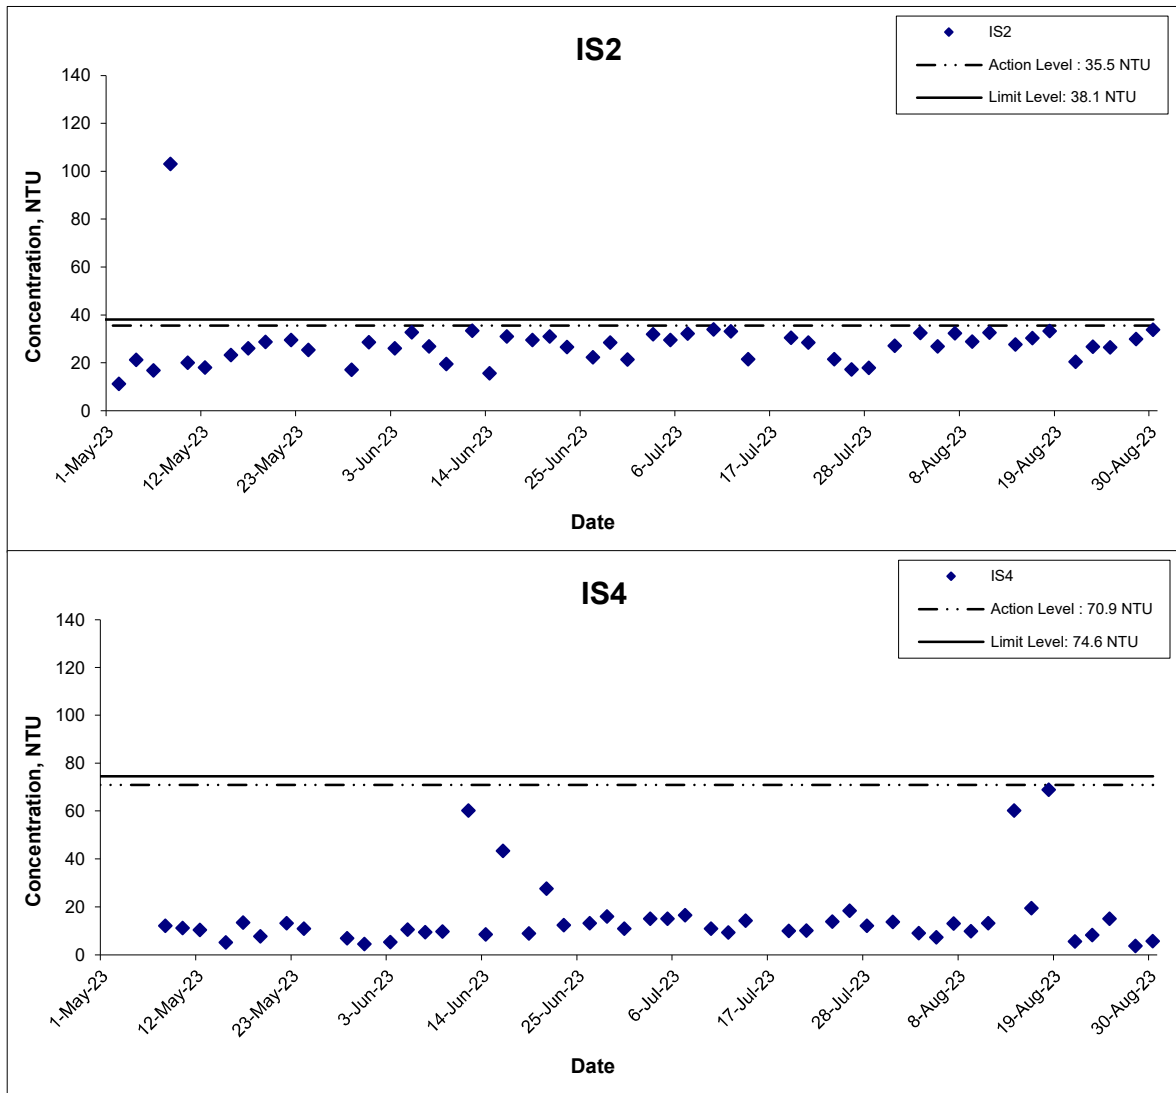 IS2
IS2
Action Level : 35.5 NTU
Limit Level: 38.1 NTU
Concentration, NTU
140
120
100
80
60
40
20
0
1-May-23
12-May-23
23-May-23
3-Jun-23
14-Jun-23
25-Jun-23
6-Jul-23
17-Jul-23
28-Jul-23
8-Aug-23
19-Aug-23
30-Aug-23
Date
IS4
IS4
Action Level : 70.9 NTU
Limit Level: 74.6 NTU
Concentration, NTU
140
120
100
80
60
40
20
0
1-May-23
12-May-23
23-May-23
3-Jun-23
14-Jun-23
25-Jun-23
6-Jul-23
17-Jul-23
28-Jul-23
8-Aug-23
19-Aug-23
30-Aug-23
Date